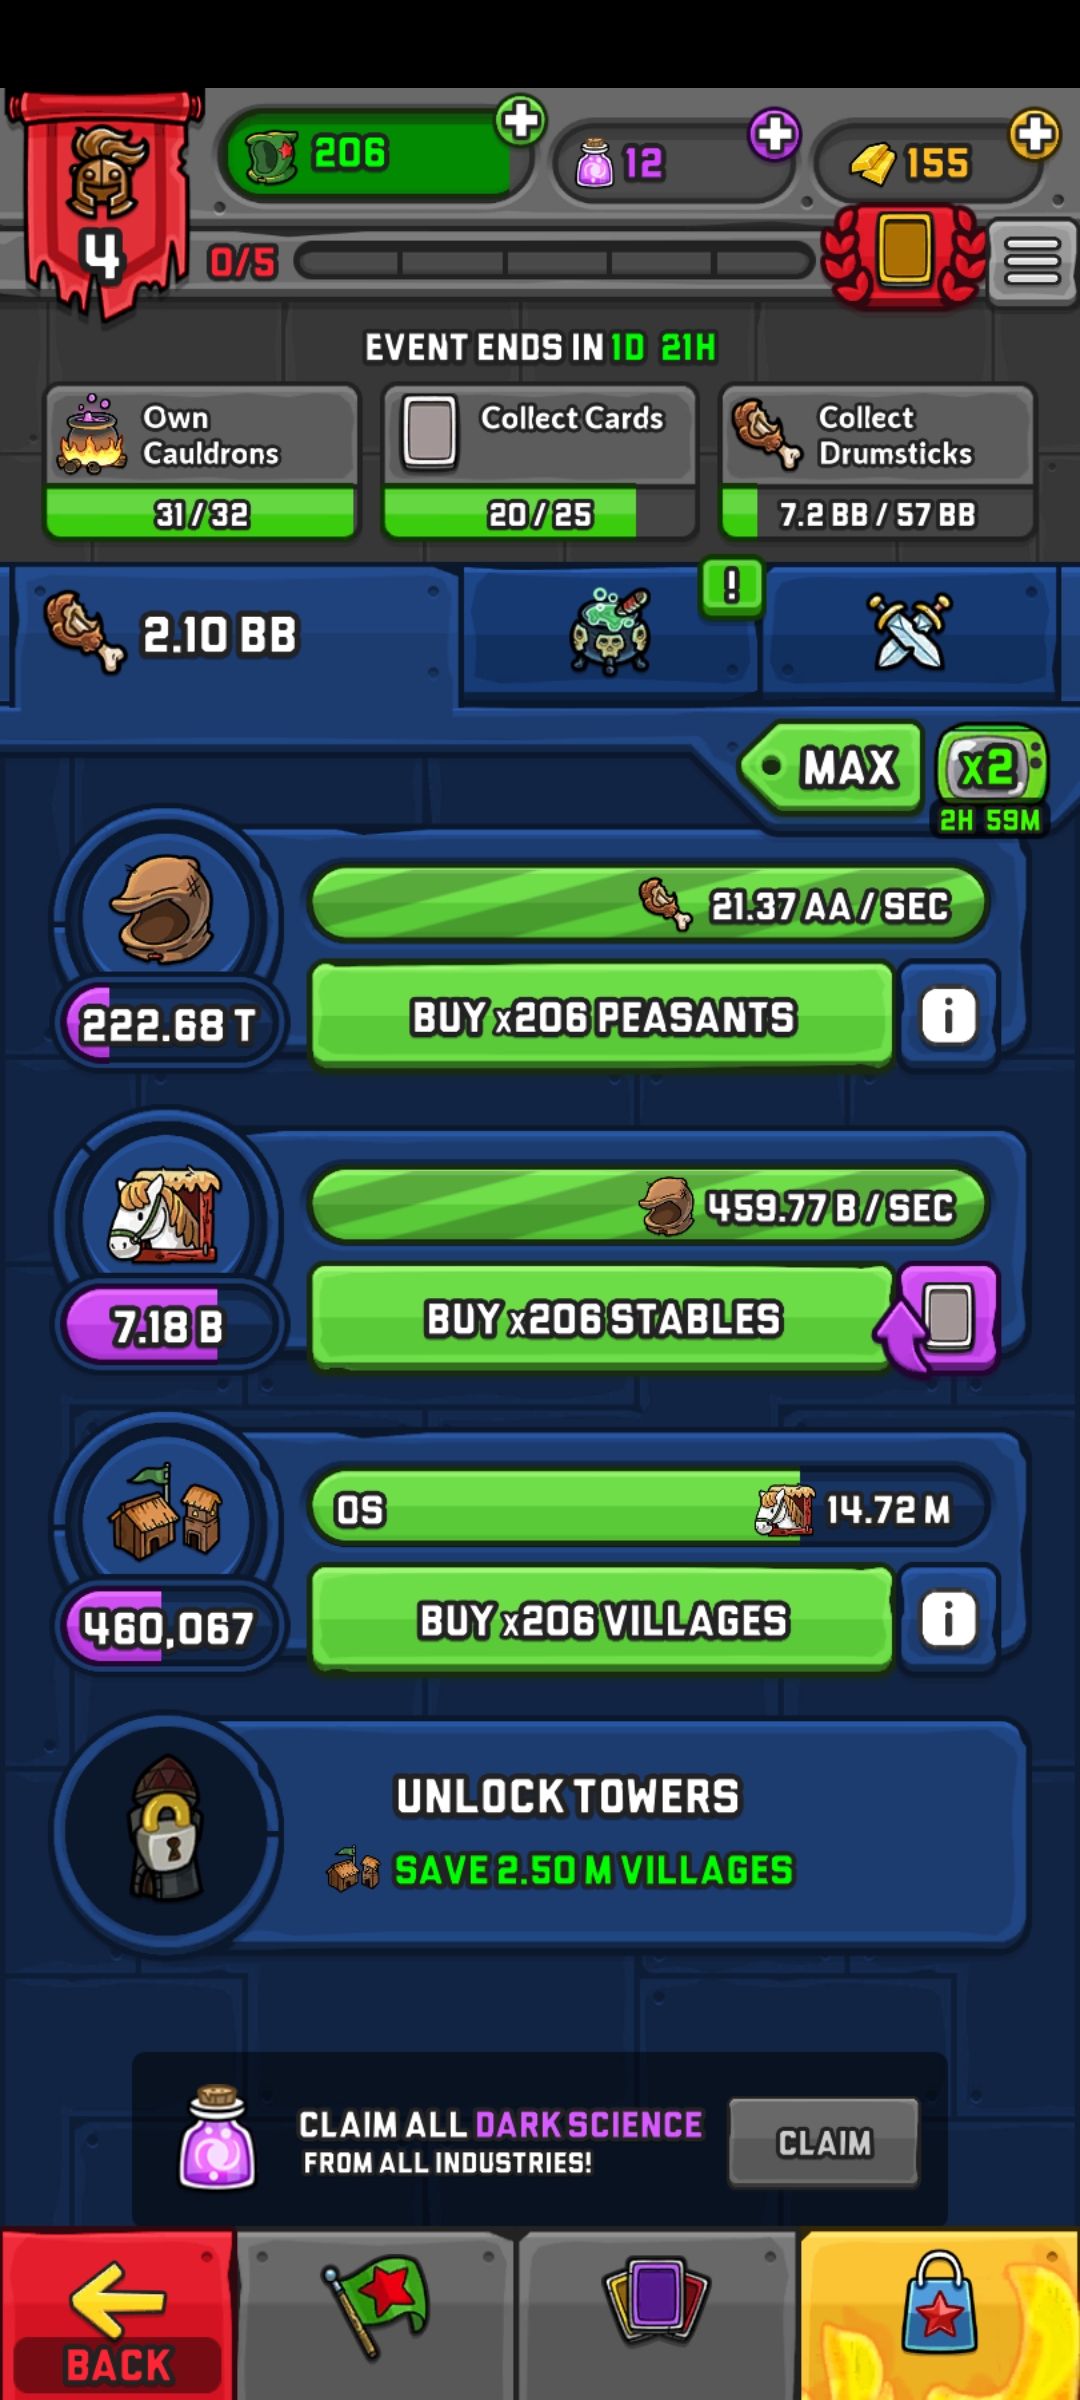 206
12
155
4
0/5
EVENT ENDS IN 1D 21H
Own
Cauldrons
31 / 32
Collect Cards
20 / 25
Collect
Drumsticks
7.2 BB / 57 BB
2.10 BB
!
MAX
x2
2H 59M
21.37 AA / SEC
222.68 T
BUY x206 PEASANTS
i
459.77 B / SEC
7.18 B
BUY x206 STABLES
0S
14.72 M
460,067
BUY x206 VILLAGES
i
UNLOCK TOWERS
SAVE 2.50 M VILLAGES
CLAIM ALL DARK SCIENCE
FROM ALL INDUSTRIES!
CLAIM
BACK